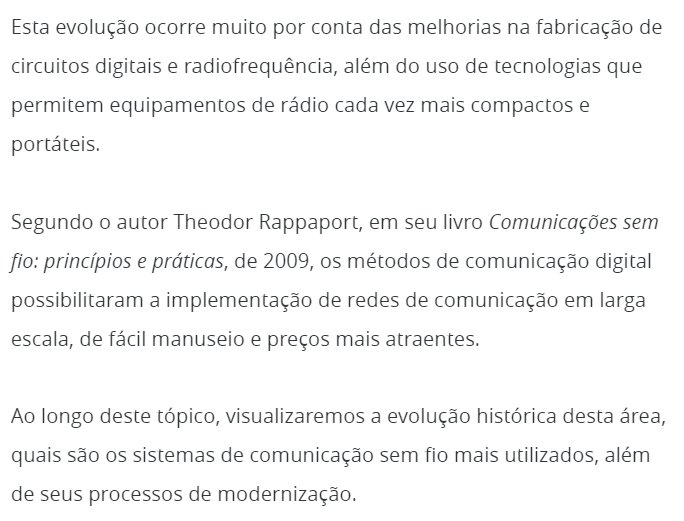 Esta evolução ocorre muito por conta das melhorias na fabricação de
circuitos digitais e radiofrequência, além do uso de tecnologias que
permitem equipamentos de rádio cada vez mais compactos e
portáteis.
Segundo o autor Theodor Rappaport, em seu livro Comunicações sem
fio: princípios e práticas, de 2009, os métodos de comunicação digital
possibilitaram a implementação de redes de comunicação em larga
escala, de fácil manuseio e preços mais atraentes.
Ao longo deste tópico, visualizaremos a evolução histórica desta área,
quais são os sistemas de comunicação sem fio mais utilizados, além
de seus processos de modernização.